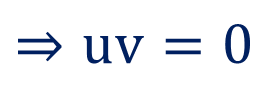 ⇒ uv = 0